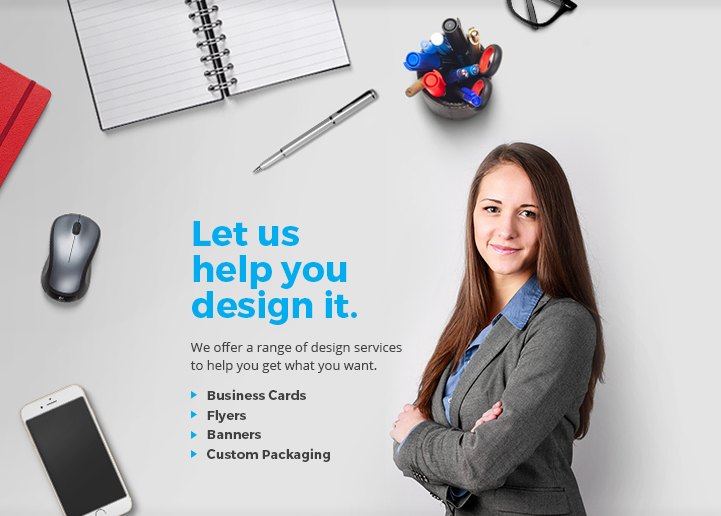 Let us
help you
design it.
We offer a range of design services
to help you get what you want.
Business Cards
Flyers
Banners
Custom Packaging